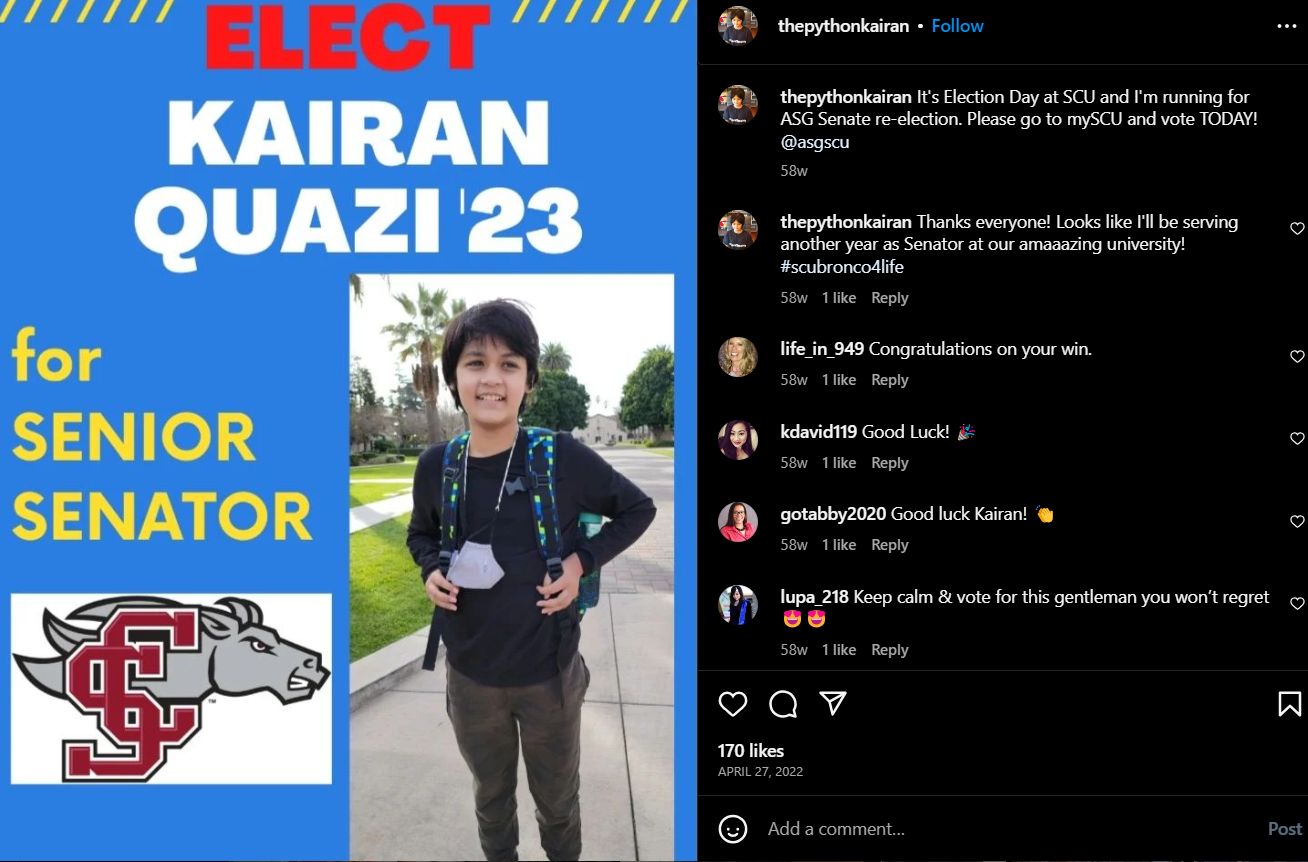 ELECT
KAIRAN
QUAZI '23
for
SENIOR
SENATOR
SC
™
thepythonkairan • Follow
thepythonkairan It's Election Day at SCU and I'm running for
ASG Senate re-election. Please go to mySCU and vote TODAY!
@asgscu
58w
thepythonkairan Thanks everyone! Looks like I'll be serving
another year as Senator at our amaaazing university!
#scubronco4life
58w 1 like Reply
life_in_949 Congratulations on your win.
58w 1 like Reply
kdavid119 Good Luck! 🎉
58w 1 like Reply
gotabby2020 Good luck Kairan! 👏
58w 1 like Reply
lupa_218 Keep calm & vote for this gentleman you won’t regret
😍😍
58w 1 like Reply
170 likes
APRIL 27, 2022
Add a comment...
Post